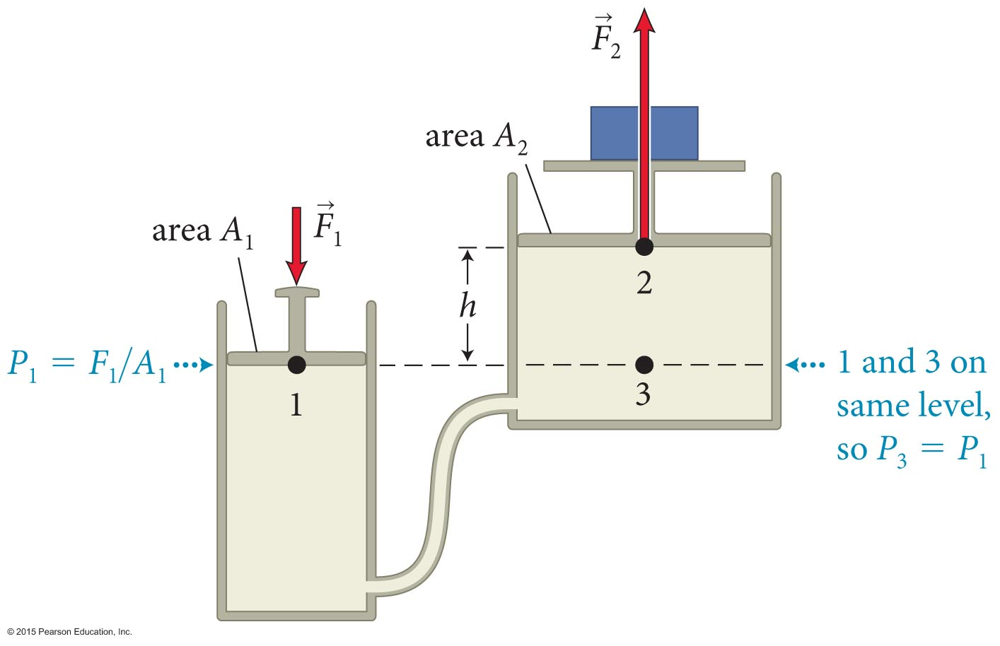 F⃗₂
area A₂
F⃗₁
area A₁
h
2
P₁ = F₁/A₁
1
3
1 and 3 on
same level,
so P₃ = P₁
© 2015 Pearson Education, Inc.